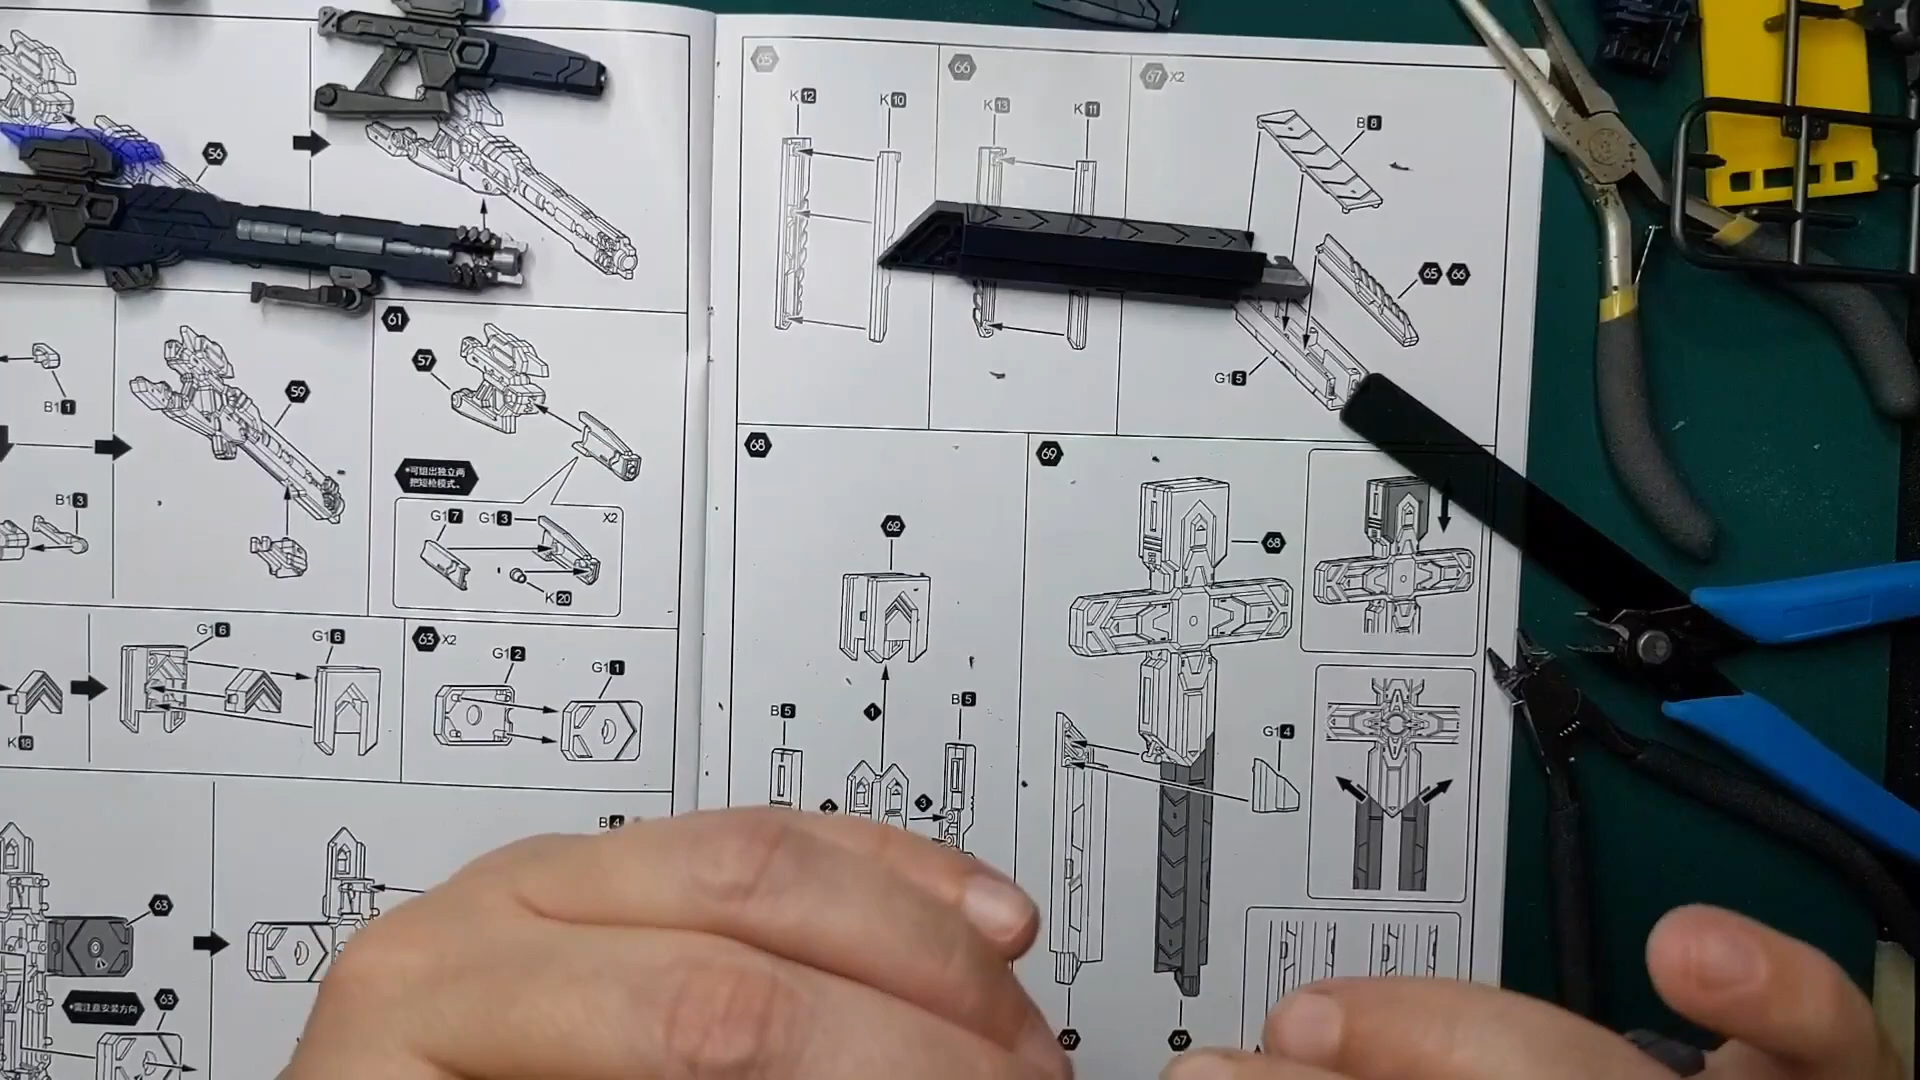 56
61
57
59
B1 1
B1 3
*可组出独立两
把短枪模式。
G1 7
G1 3
X2
K 20
G1 6
G1 6
K 18
63 X2
G1 2
G1 1
B 4
63
*需注意安装方向
63
65
K 12
K 10
66
K 13
K 11
67 X2
B 8
65 66
G1 5
68
62
1
B 5
B 5
2
3
69
68
G1 4
67
67